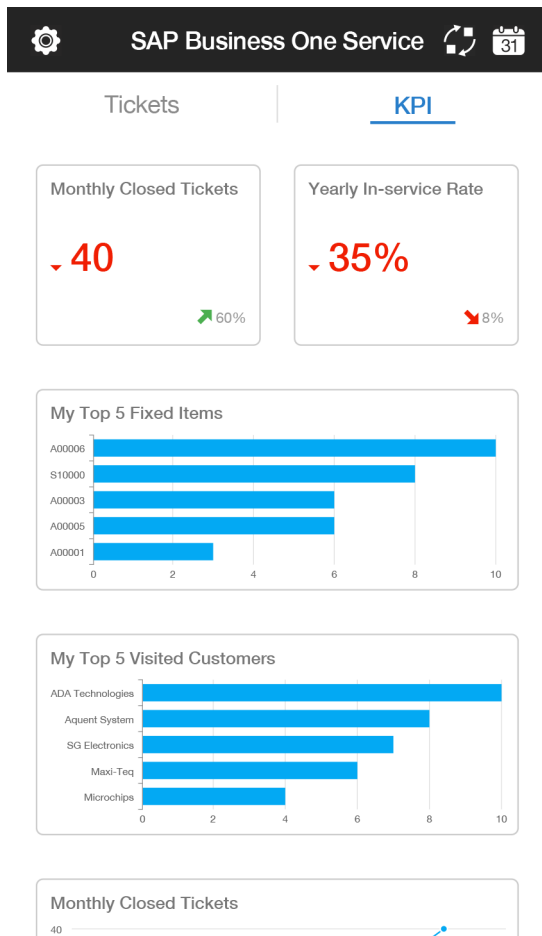 SAP Business One Service
31
Tickets
KPI
Monthly Closed Tickets
40
60%
Yearly In-service Rate
35%
8%
My Top 5 Fixed Items
A00006
S10000
A00003
A00005
A00001
0 2 4 6 8 10
My Top 5 Visited Customers
ADA Technologies
Aquent System
SG Electronics
Maxi-Teq
Microchips
0 2 4 6 8 10
Monthly Closed Tickets
40